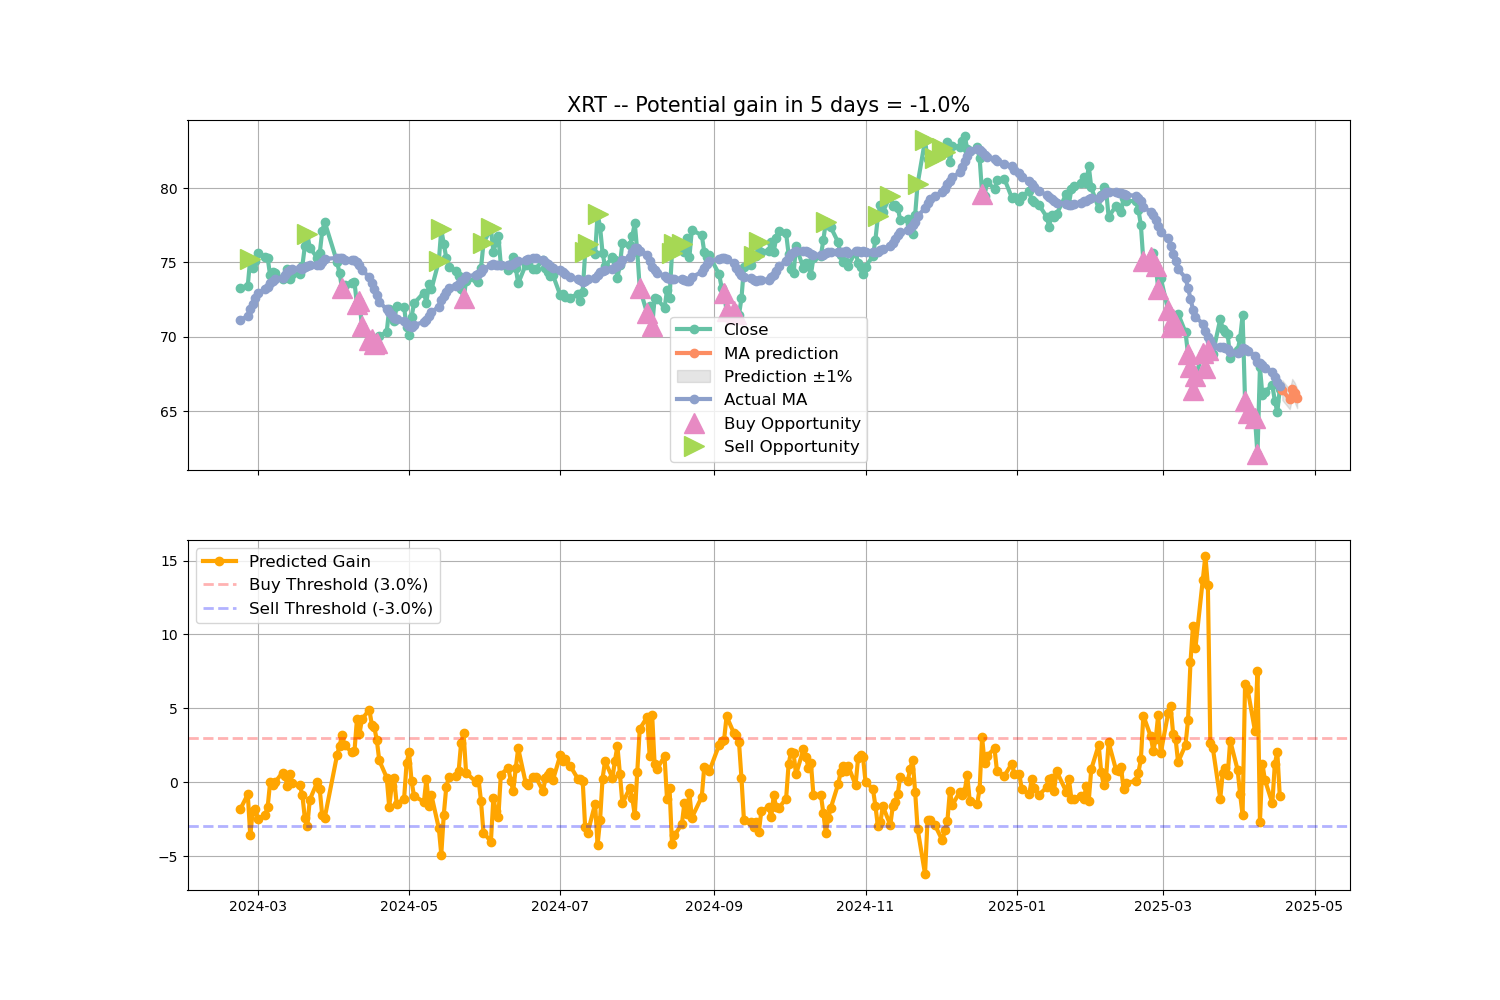 XRT -- Potential gain in 5 days = -1.0%
80
75
70
65
Close
MA prediction
Prediction ±1%
Actual MA
Buy Opportunity
Sell Opportunity
15
10
5
0
−5
Predicted Gain
Buy Threshold (3.0%)
Sell Threshold (-3.0%)
2024-03 2024-05 2024-07 2024-09 2024-11 2025-01 2025-03 2025-05